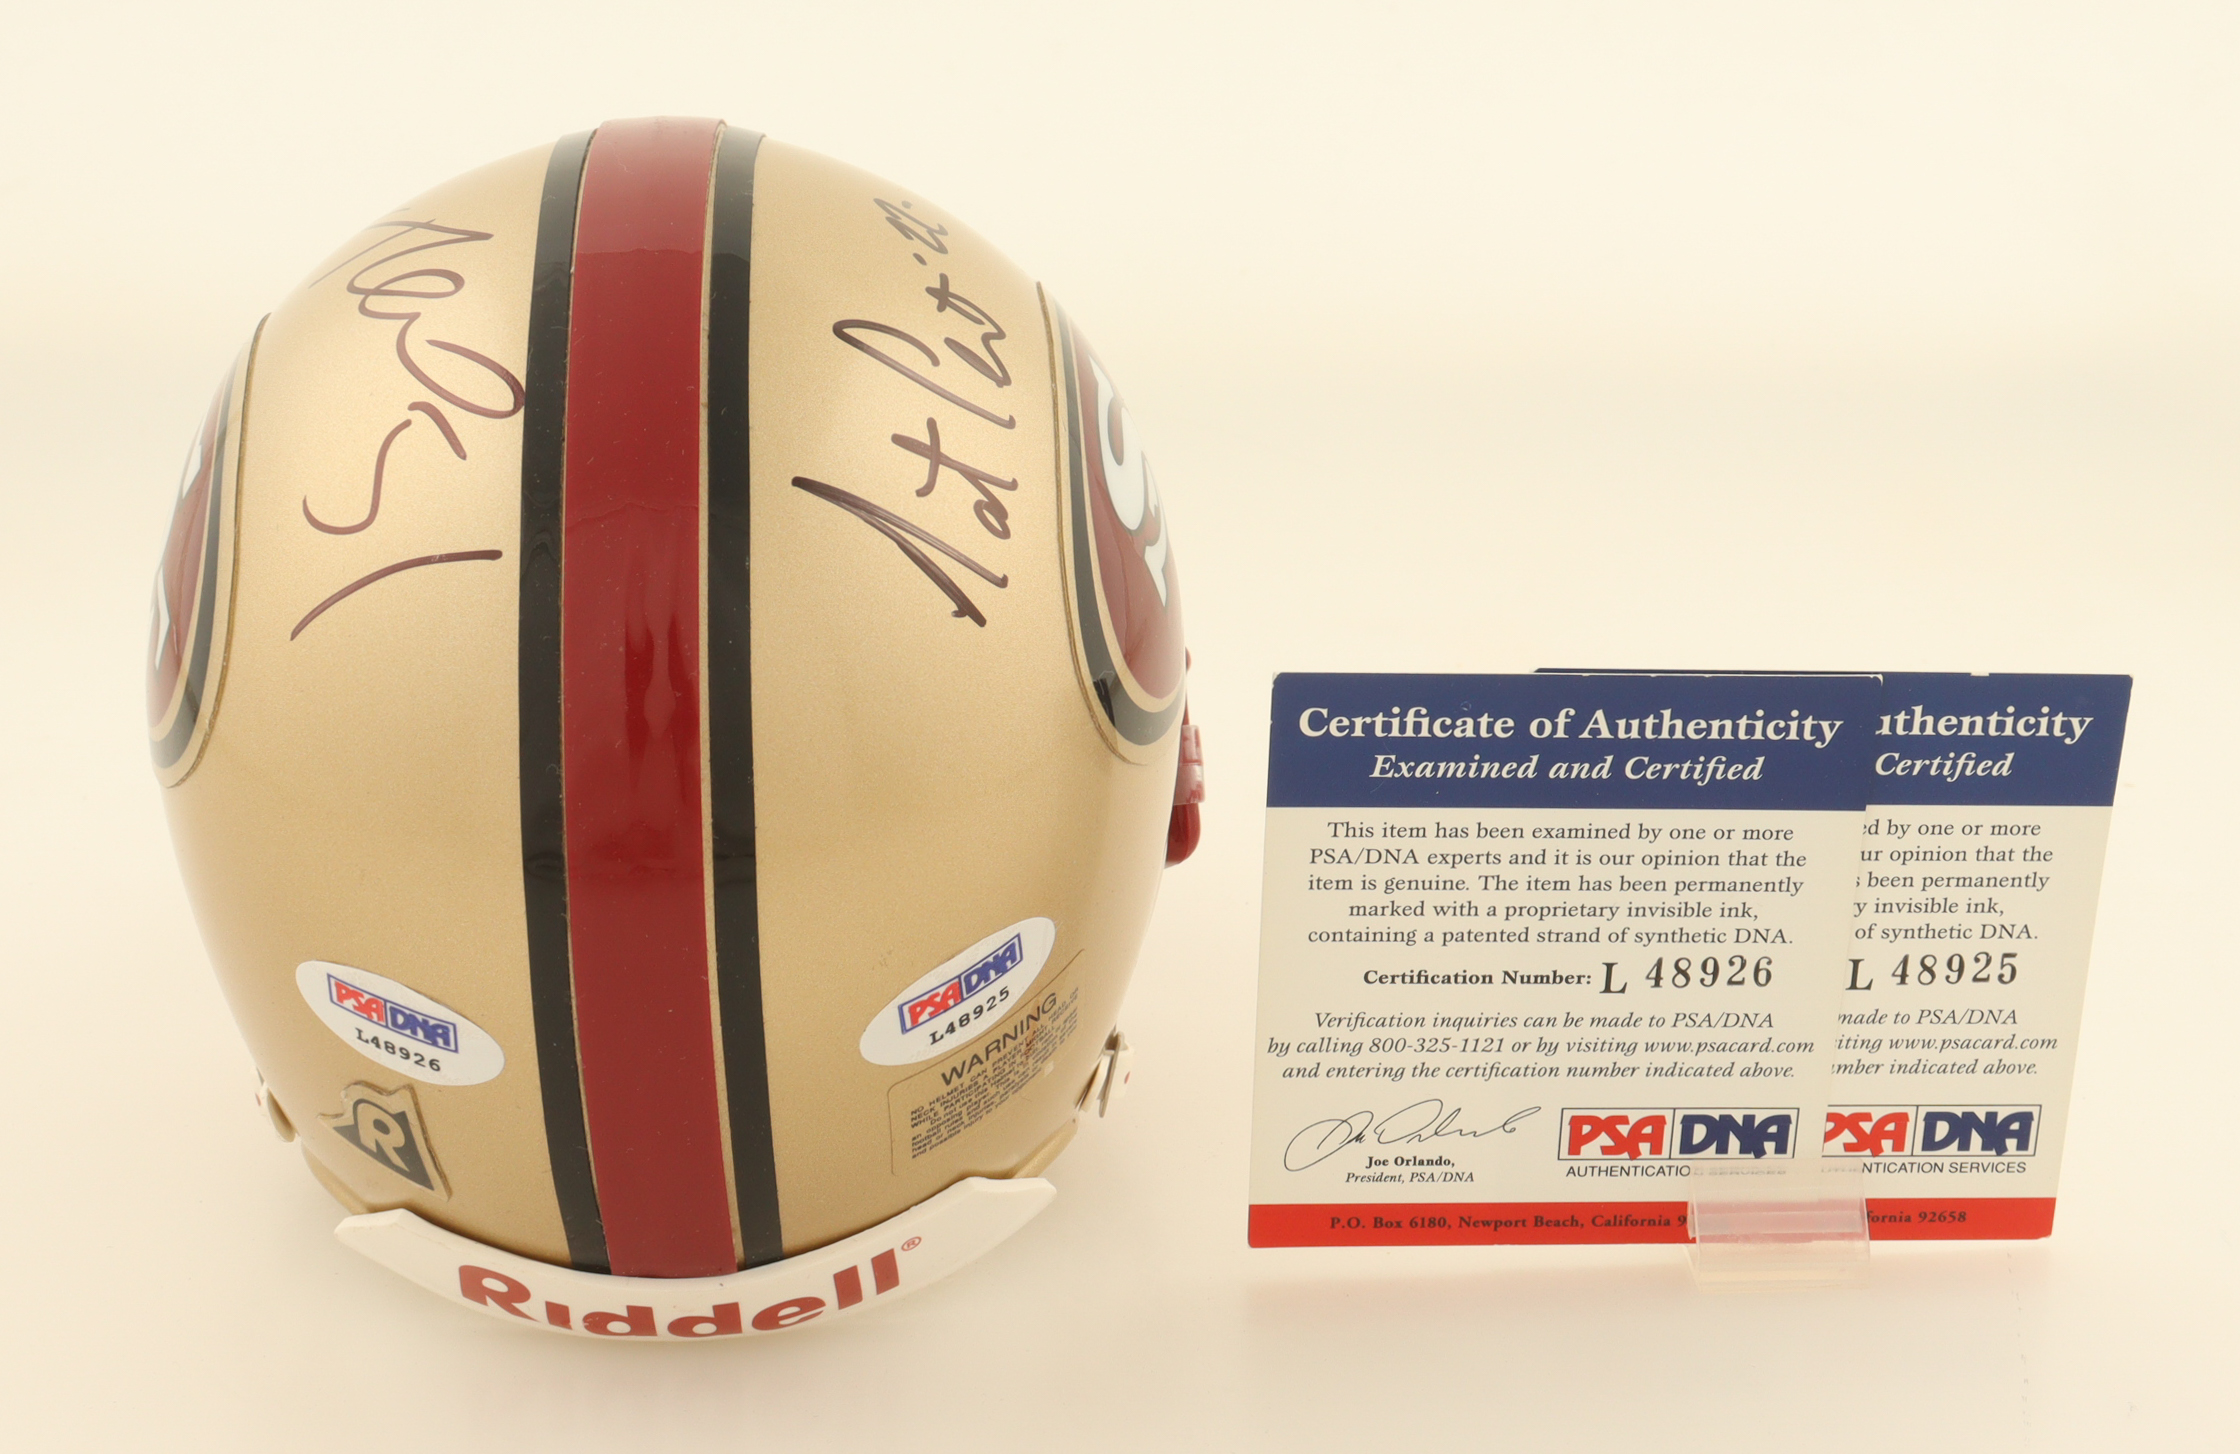 PSA DNA
L48926
PSA DNA
L48925
WARNING
R
Riddell®
SF
Certificate of Authenticity
Examined and Certified
This item has been examined by one or more
PSA/DNA experts and it is our opinion that the
item is genuine. The item has been permanently
marked with a proprietary invisible ink,
containing a patented strand of synthetic DNA.
Certification Number: L 48926
Verification inquiries can be made to PSA/DNA
by calling 800-325-1121 or by visiting www.psacard.com
and entering the certification number indicated above.
Joe Orlando,
President, PSA/DNA
PSA DNA
P.O. Box 6180, Newport Beach, California
Certified
by one or more
opinion that the
been permanently
invisible ink,
of synthetic DNA.
L 48925
made to PSA/DNA
www.psacard.com
indicated above.
PSA DNA
SERVICES
92658